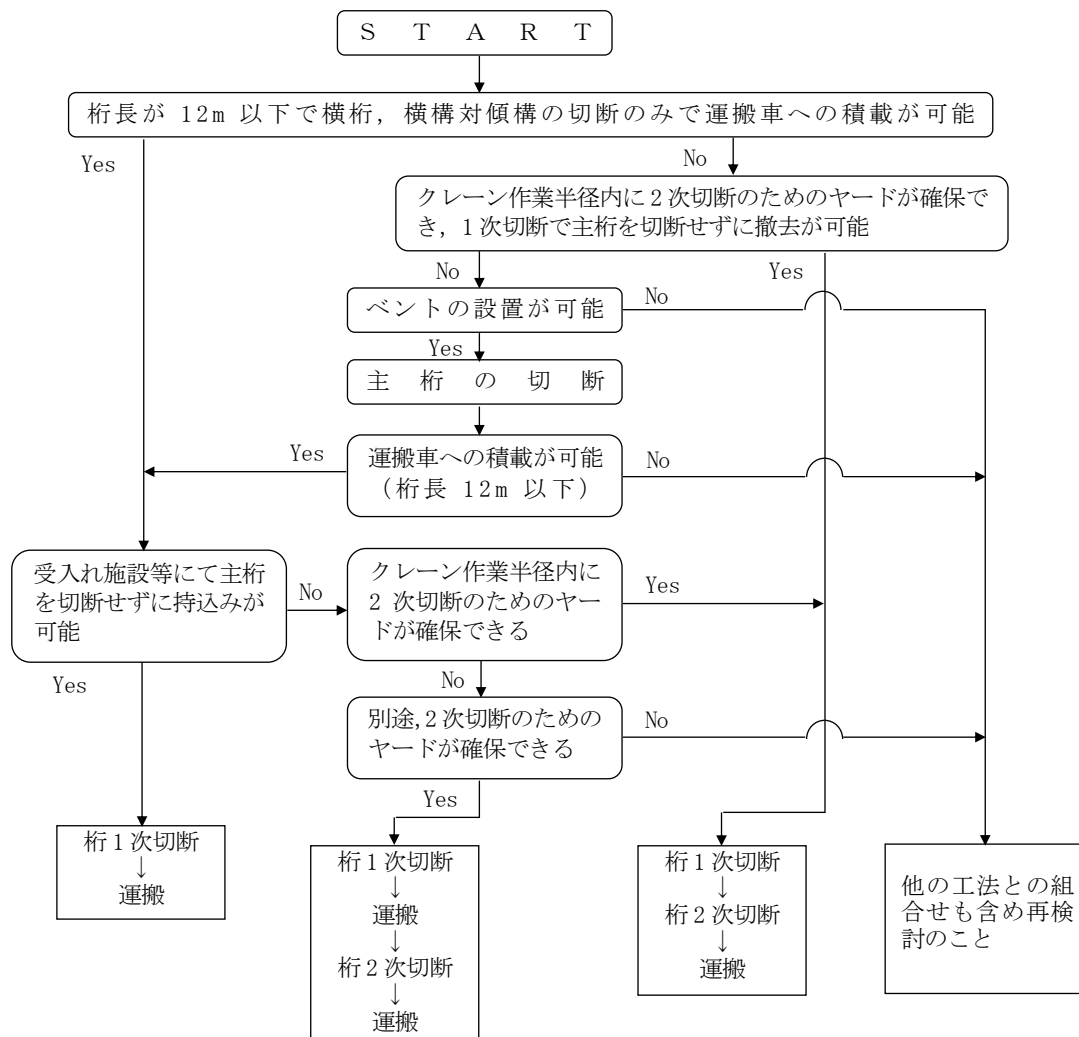 START
桁長が 12m 以下で横桁，横構対傾構の切断のみで運搬車への積載が可能
Yes
No
クレーン作業半径内に２次切断のためのヤードが確保で
き，１次切断で主桁を切断せずに撤去が可能
No
Yes
ベントの設置が可能
No
Yes
主桁の切断
Yes
運搬車への積載が可能
（桁長 12m 以下）
No
受入れ施設等にて主桁
を切断せずに持込みが
可能
No
クレーン作業半径内に
2 次切断のためのヤー
ドが確保できる
Yes
Yes
No
別途,２次切断のための
ヤードが確保できる
No
Yes
桁１次切断
↓
運搬
桁１次切断
↓
運搬
↓
桁２次切断
↓
運搬
桁１次切断
↓
桁２次切断
↓
運搬
他の工法との組
合せも含め再検
討のこと